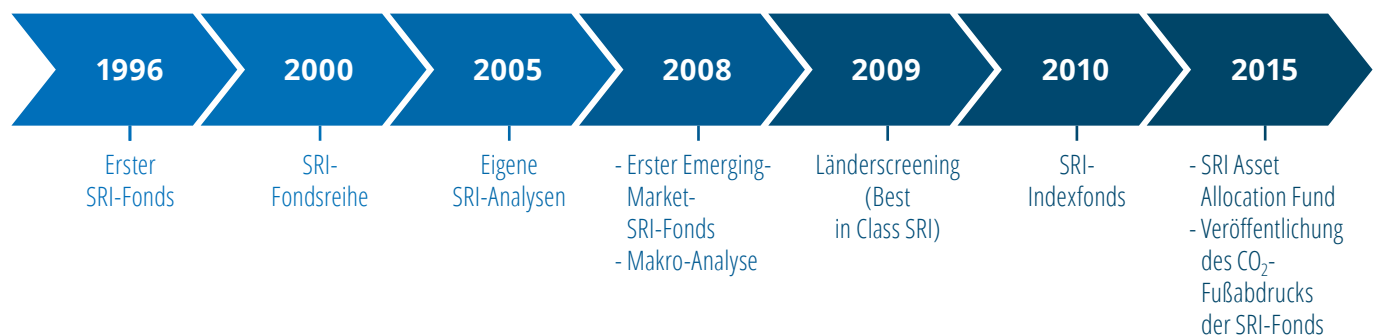 1996
2000
2005
2008
2009
2010
2015
Erster
SRI-Fonds
SRI-
Fondsreihe
Eigene
SRI-Analysen
- Erster Emerging-
Market-
SRI-Fonds
- Makro-Analyse
Länderscreening
(Best
in Class SRI)
SRI-
Indexfonds
- SRI Asset
Allocation Fund
- Veröffentlichung
des CO₂-
Fußabdrucks
der SRI-Fonds